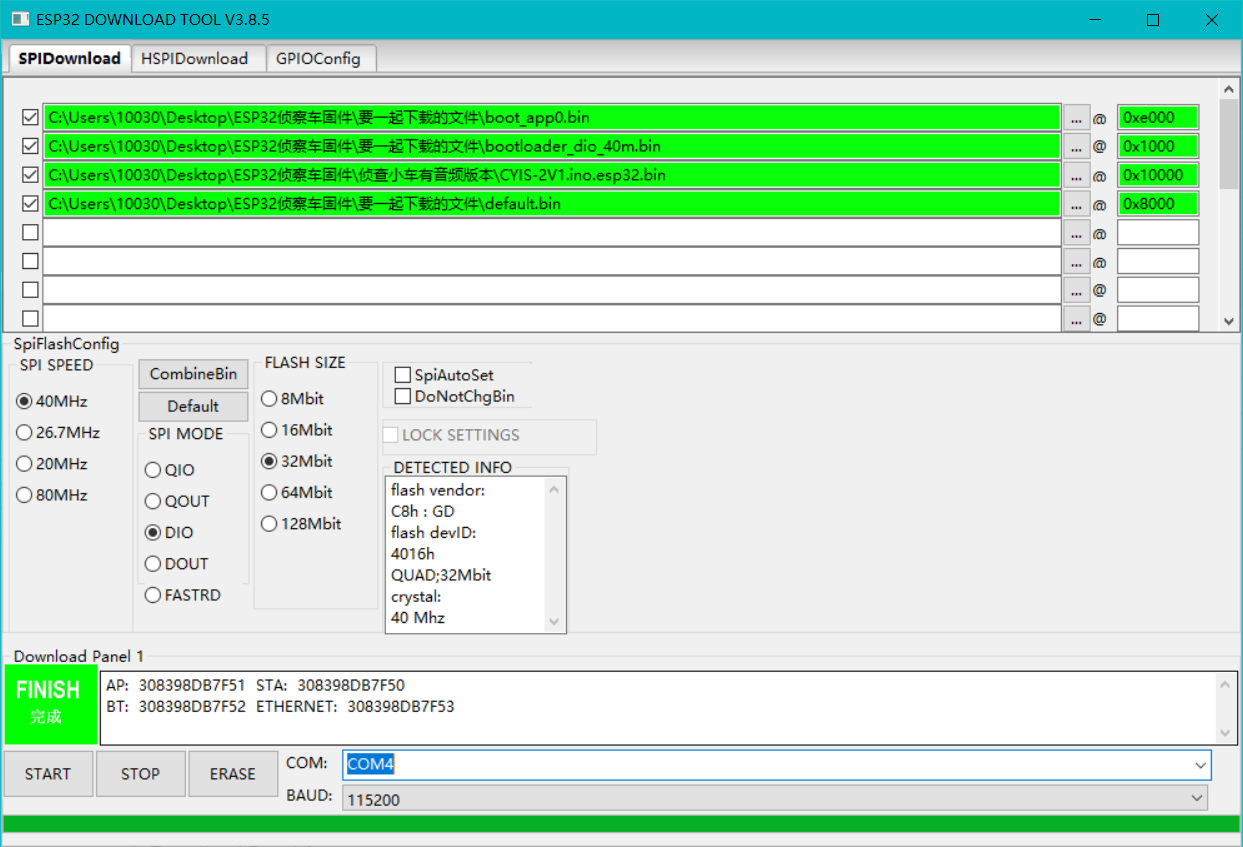 ESP32 DOWNLOAD TOOL V3.8.5
SPIDownload HSPIDownload GPIOConfig
C:\Users\10030\Desktop\ESP32侦察车固件\要一起下载的文件\boot_app0.bin ... @ 0xe000
C:\Users\10030\Desktop\ESP32侦察车固件\要一起下载的文件\bootloader_dio_40m.bin ... @ 0x1000
C:\Users\10030\Desktop\ESP32侦察车固件\侦查小车有音频版本\CYIS-2V1.ino.esp32.bin ... @ 0x10000
C:\Users\10030\Desktop\ESP32侦察车固件\要一起下载的文件\default.bin ... @ 0x8000
... @
... @
... @
... @
SpiFlashConfig
SPI SPEED
40MHz
26.7MHz
20MHz
80MHz
CombineBin
Default
SPI MODE
QIO
QOUT
DIO
DOUT
FASTRD
FLASH SIZE
8Mbit
16Mbit
32Mbit
64Mbit
128Mbit
SpiAutoSet
DoNotChgBin
LOCK SETTINGS
DETECTED INFO
flash vendor:
C8h : GD
flash devID:
4016h
QUAD;32Mbit
crystal:
40 Mhz
Download Panel 1
FINISH
完成
AP: 308398DB7F51 STA: 308398DB7F50
BT: 308398DB7F52 ETHERNET: 308398DB7F53
START STOP ERASE
COM: COM4
BAUD: 115200